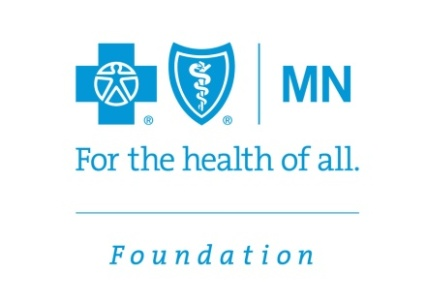 ® ® MN
For the health of all.
Foundation